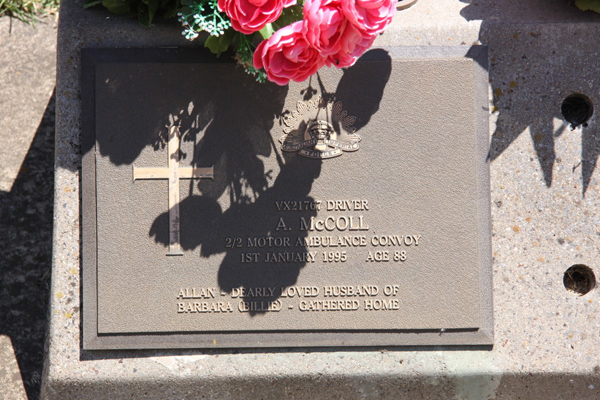 VX21767 DRIVER
A. McCOLL
2/2 MOTOR AMBULANCE CONVOY
1ST JANUARY 1995 AGE 88
ALLAN - DEARLY LOVED HUSBAND OF
BARBARA (BILLIE) - GATHERED HOME